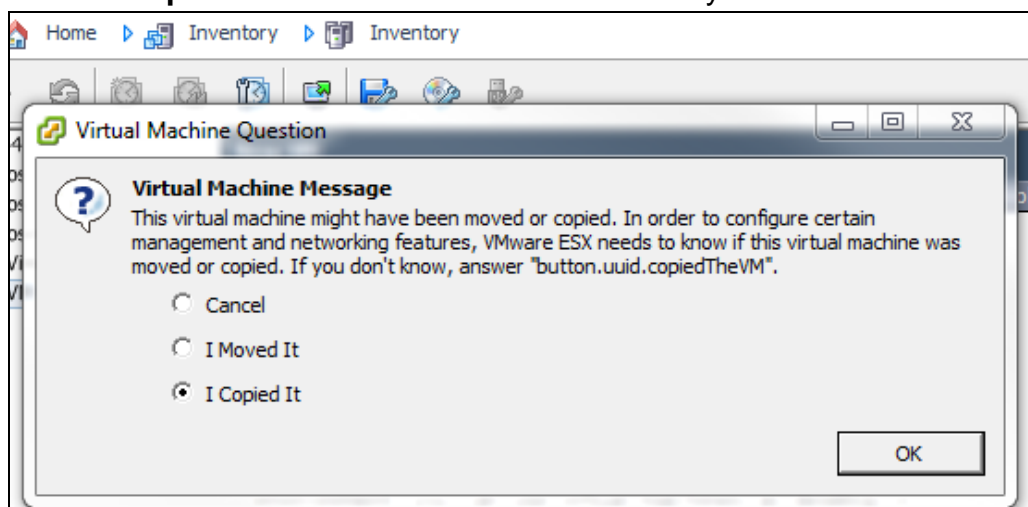 Home Inventory Inventory
Virtual Machine Question
Virtual Machine Message
This virtual machine might have been moved or copied. In order to configure certain
management and networking features, VMware ESX needs to know if this virtual machine was
moved or copied. If you don't know, answer "button.uuid.copiedTheVM".
Cancel
I Moved It
I Copied It
OK